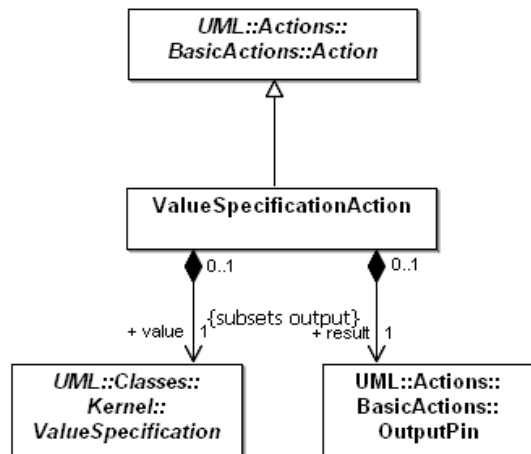 UML::Actions::
BasicActions::Action
ValueSpecificationAction
0..1
0..1
{subsets output}
+ value 1
+ result 1
UML::Classes::
Kernel::
ValueSpecification
UML::Actions::
BasicActions::
OutputPin